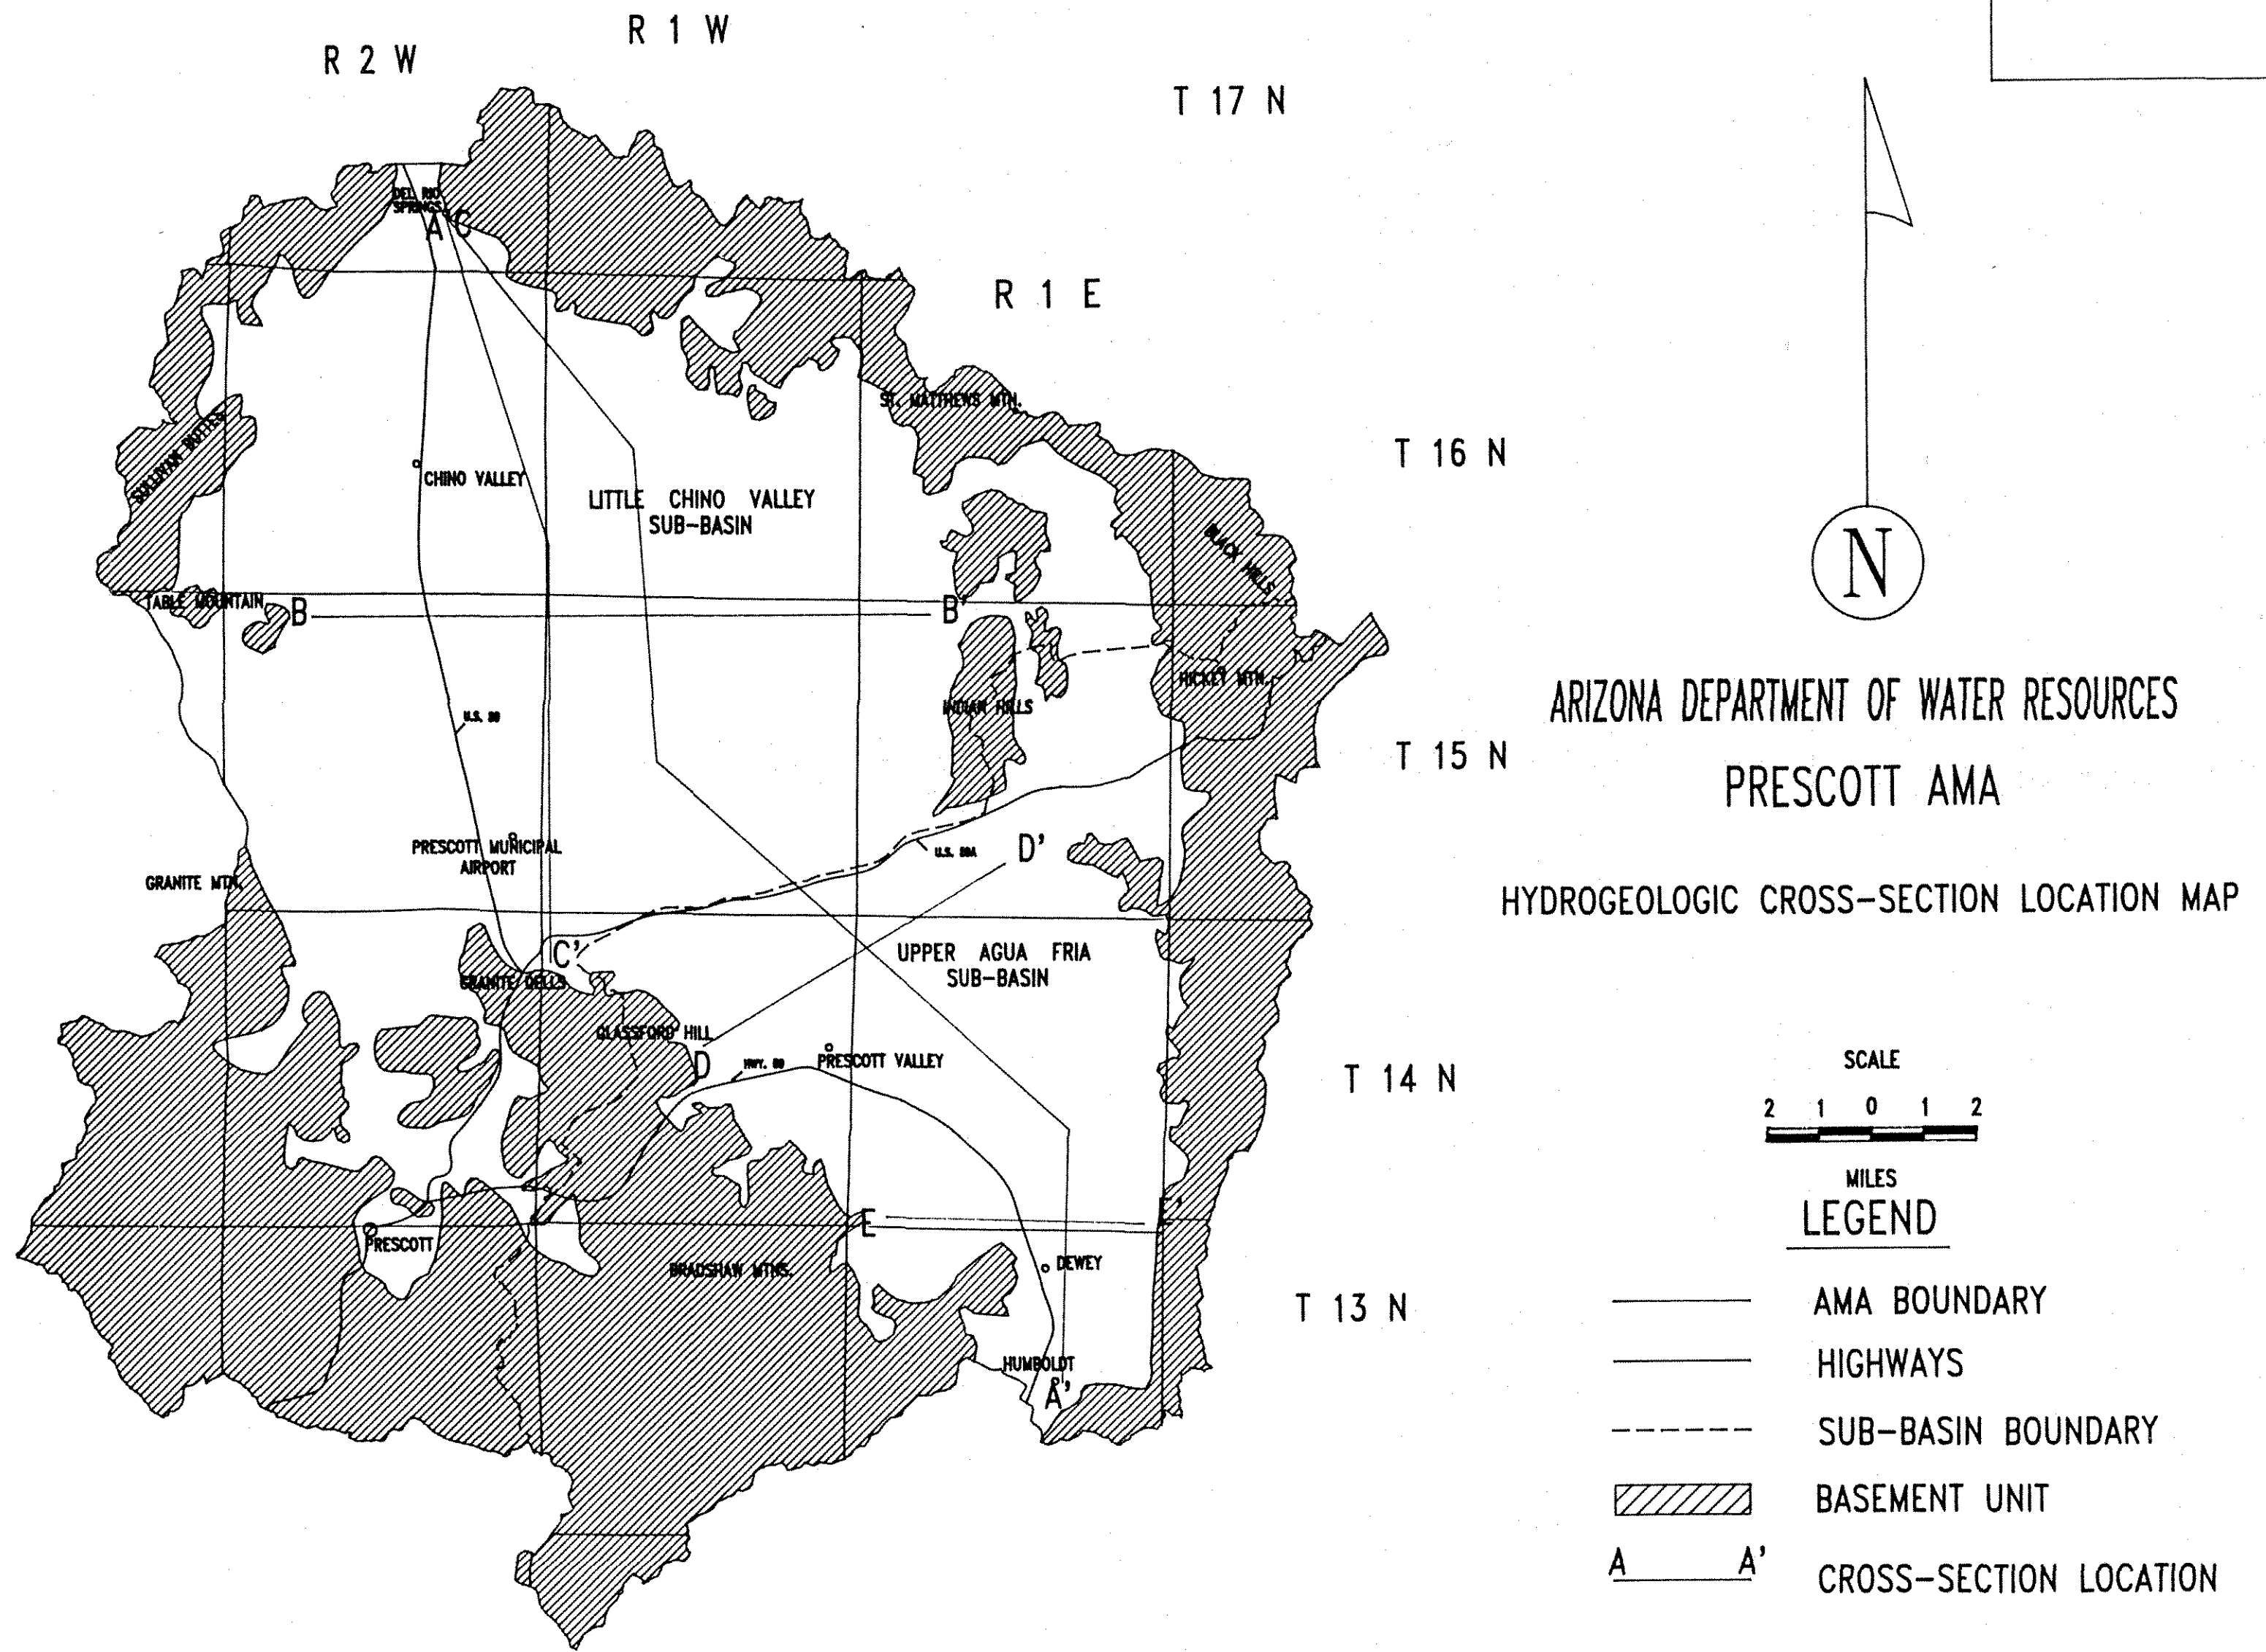 R 1 W
R 2 W
T 17 N
DEL RIO
SPRINGS
A C
R 1 E
ST. MATTHEWS MTN.
SULLIVAN BUTTES
T 16 N
CHINO VALLEY
LITTLE CHINO VALLEY
SUB-BASIN
BLACK HILLS
N
TABLE MOUNTAIN
B
B'
HICKEY MTN.
INDIAN HILLS
ARIZONA DEPARTMENT OF WATER RESOURCES
T 15 N
PRESCOTT AMA
U.S. 89
PRESCOTT MUNICIPAL
AIRPORT
U.S. 89A
D'
GRANITE MTN.
HYDROGEOLOGIC CROSS-SECTION LOCATION MAP
C'
UPPER AGUA FRIA
SUB-BASIN
GRANITE DELLS
GLASSFORD HILL
D
HWY. 69
PRESCOTT VALLEY
T 14 N
SCALE
2 1 0 1 2
MILES
E
E'
LEGEND
PRESCOTT
BRADSHAW MTNS.
DEWEY
T 13 N
AMA BOUNDARY
HUMBOLDT
A'
HIGHWAYS
SUB-BASIN BOUNDARY
BASEMENT UNIT
A A'
CROSS-SECTION LOCATION